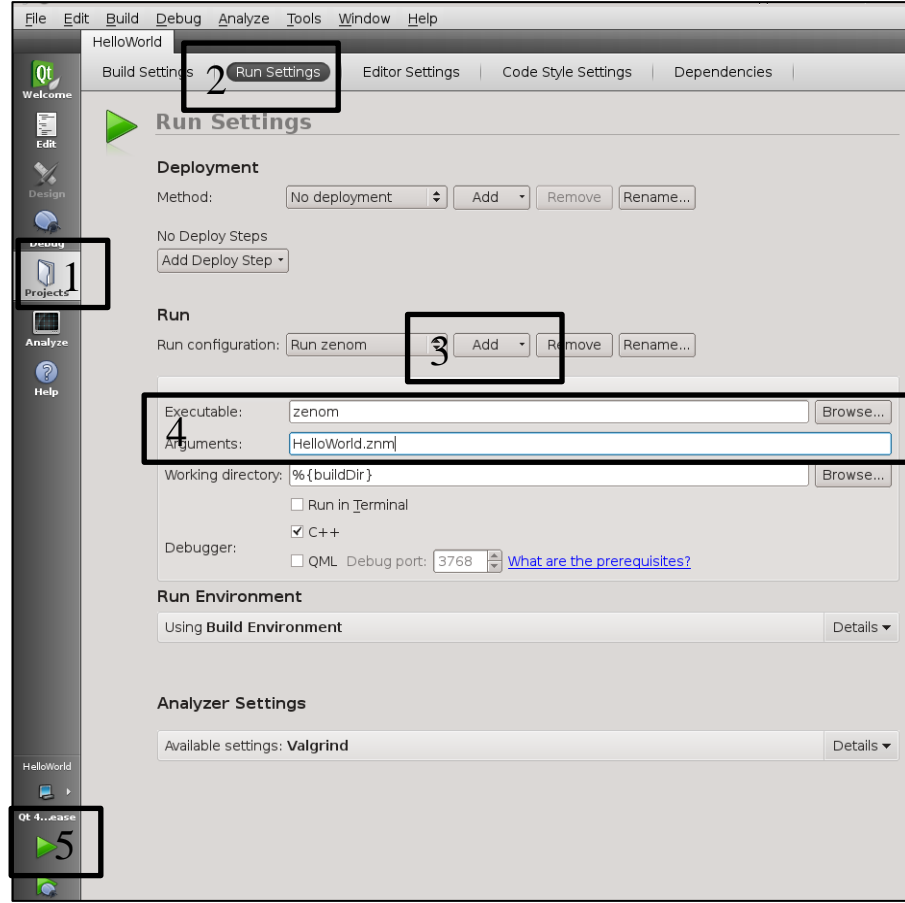 File Edit Build Debug Analyze Tools Window Help
HelloWorld
Build Settings 2 Run Settings Editor Settings Code Style Settings Dependencies
Qt
Welcome
Edit
Design
Debug
1
Projects
Analyze
Help
Run Settings
Deployment
Method: No deployment Add Remove Rename...
No Deploy Steps
Add Deploy Step
Run
Run configuration: Run zenom 3 Add Remove Rename...
4
Executable: zenom Browse...
Arguments: HelloWorld.znm
Working directory: %{buildDir} Browse...
Run in Terminal
Debugger: C++
QML Debug port: 3768 What are the prerequisites?
Run Environment
Using Build Environment Details
Analyzer Settings
Available settings: Valgrind Details
HelloWorld
Qt 4...ease
5